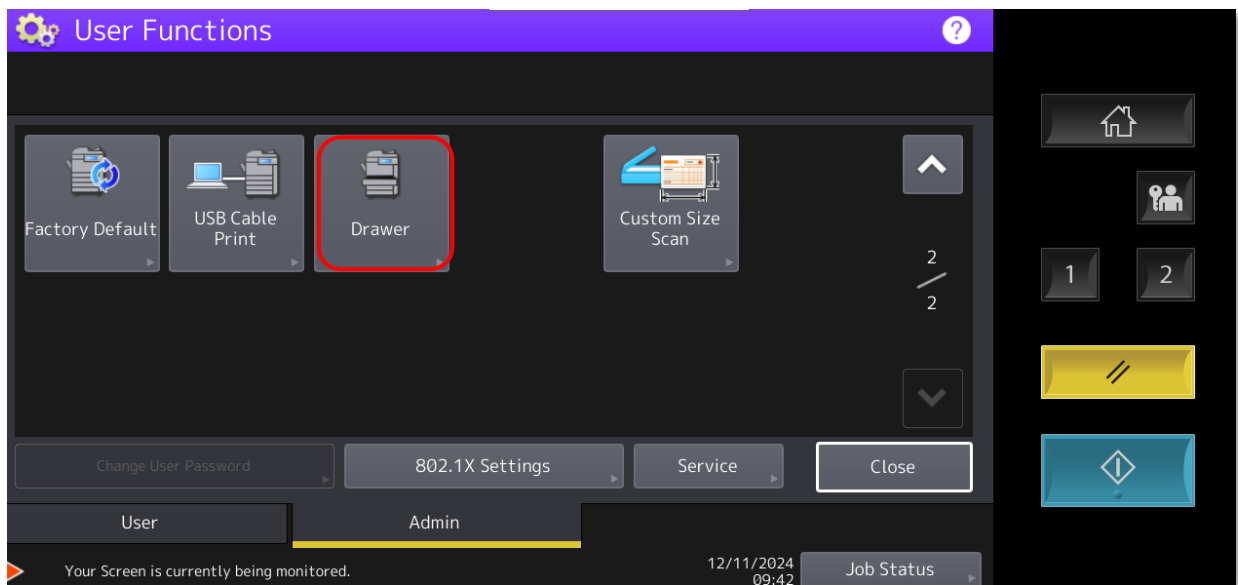 User Functions
?
Factory Default
USB Cable
Print
Drawer
Custom Size
Scan
2
2
1
2
Change User Password
802.1X Settings
Service
Close
User
Admin
Your Screen is currently being monitored.
12/11/2024
09:42
Job Status